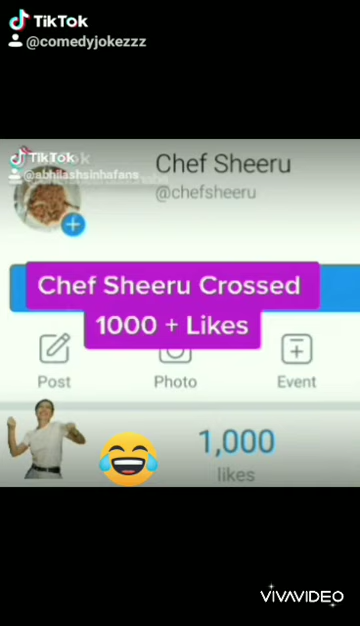 TikTok
@comedyjokezzz
TikTok
@abhilashsinhafans
Chef Sheeru
@chefsheeru
Chef Sheeru Crossed
1000 + Likes
Post
Photo
Event
1,000
likes
VIVAVIDEO